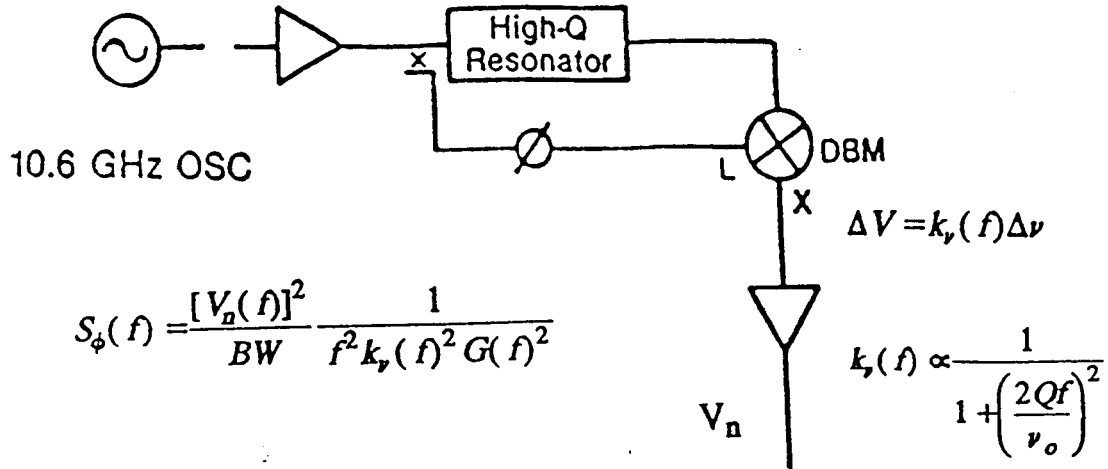 High-Q
Resonator
10.6 GHz OSC
L
DBM
X
ΔV = k_ν(f)Δν
S_ϕ(f) = [V_n(f)]^2 / BW 1 / f^2 k_ν(f)^2 G(f)^2
k_ν(f) ∝ 1 / 1 + (2Qf / ν_o)^2
V_n